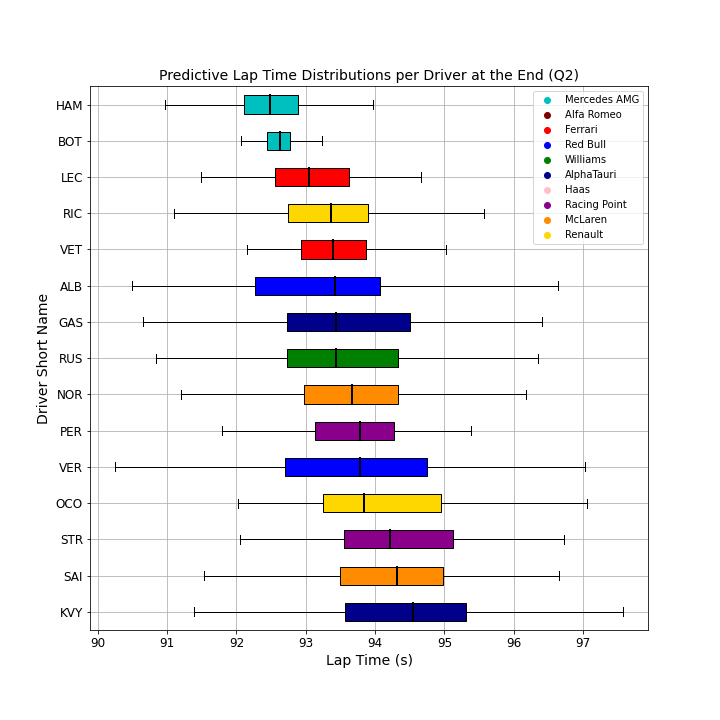 Predictive Lap Time Distributions per Driver at the End (Q2)
Mercedes AMG
Alfa Romeo
Ferrari
Red Bull
Williams
AlphaTauri
Haas
Racing Point
McLaren
Renault
Driver Short Name
HAM
BOT
LEC
RIC
VET
ALB
GAS
RUS
NOR
PER
VER
OCO
STR
SAI
KVY
90 91 92 93 94 95 96 97
Lap Time (s)